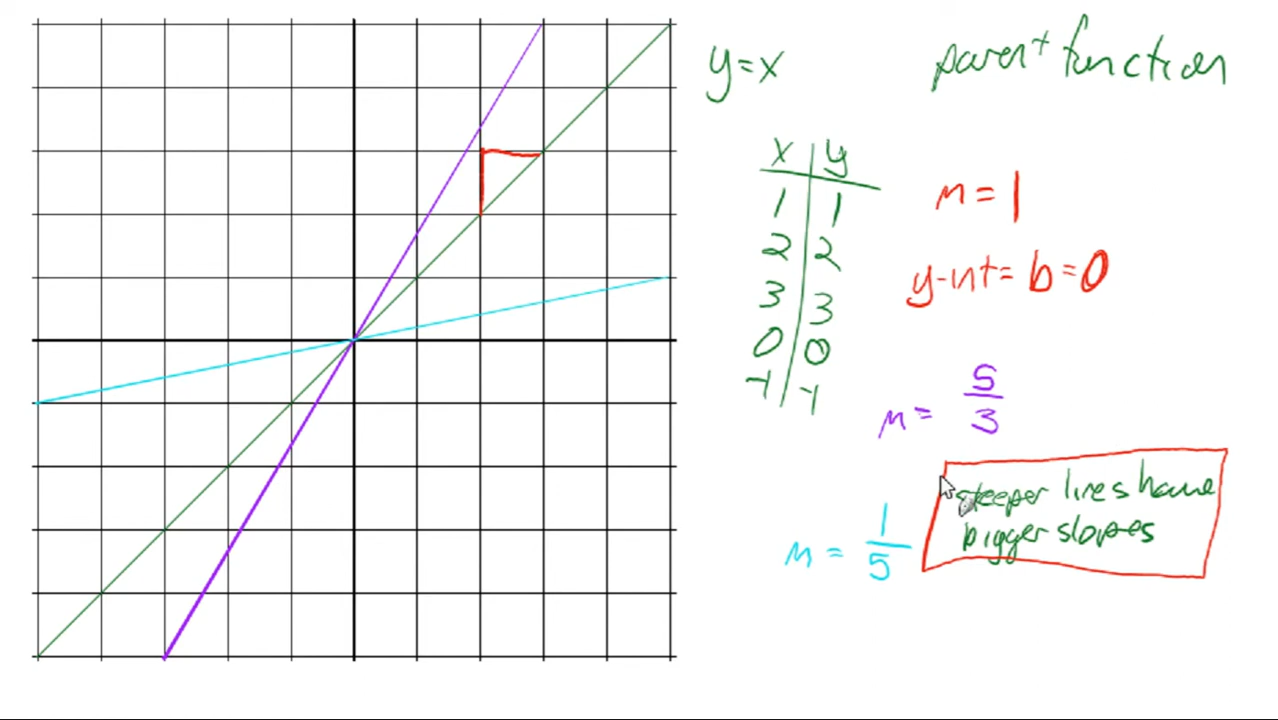 y=x
parent function
x y
1 1
2 2
3 3
0 0
-1 -1
m = 1
y-int = b = 0
m = 5/3
steeper lines have
bigger slopes
m = 1/5